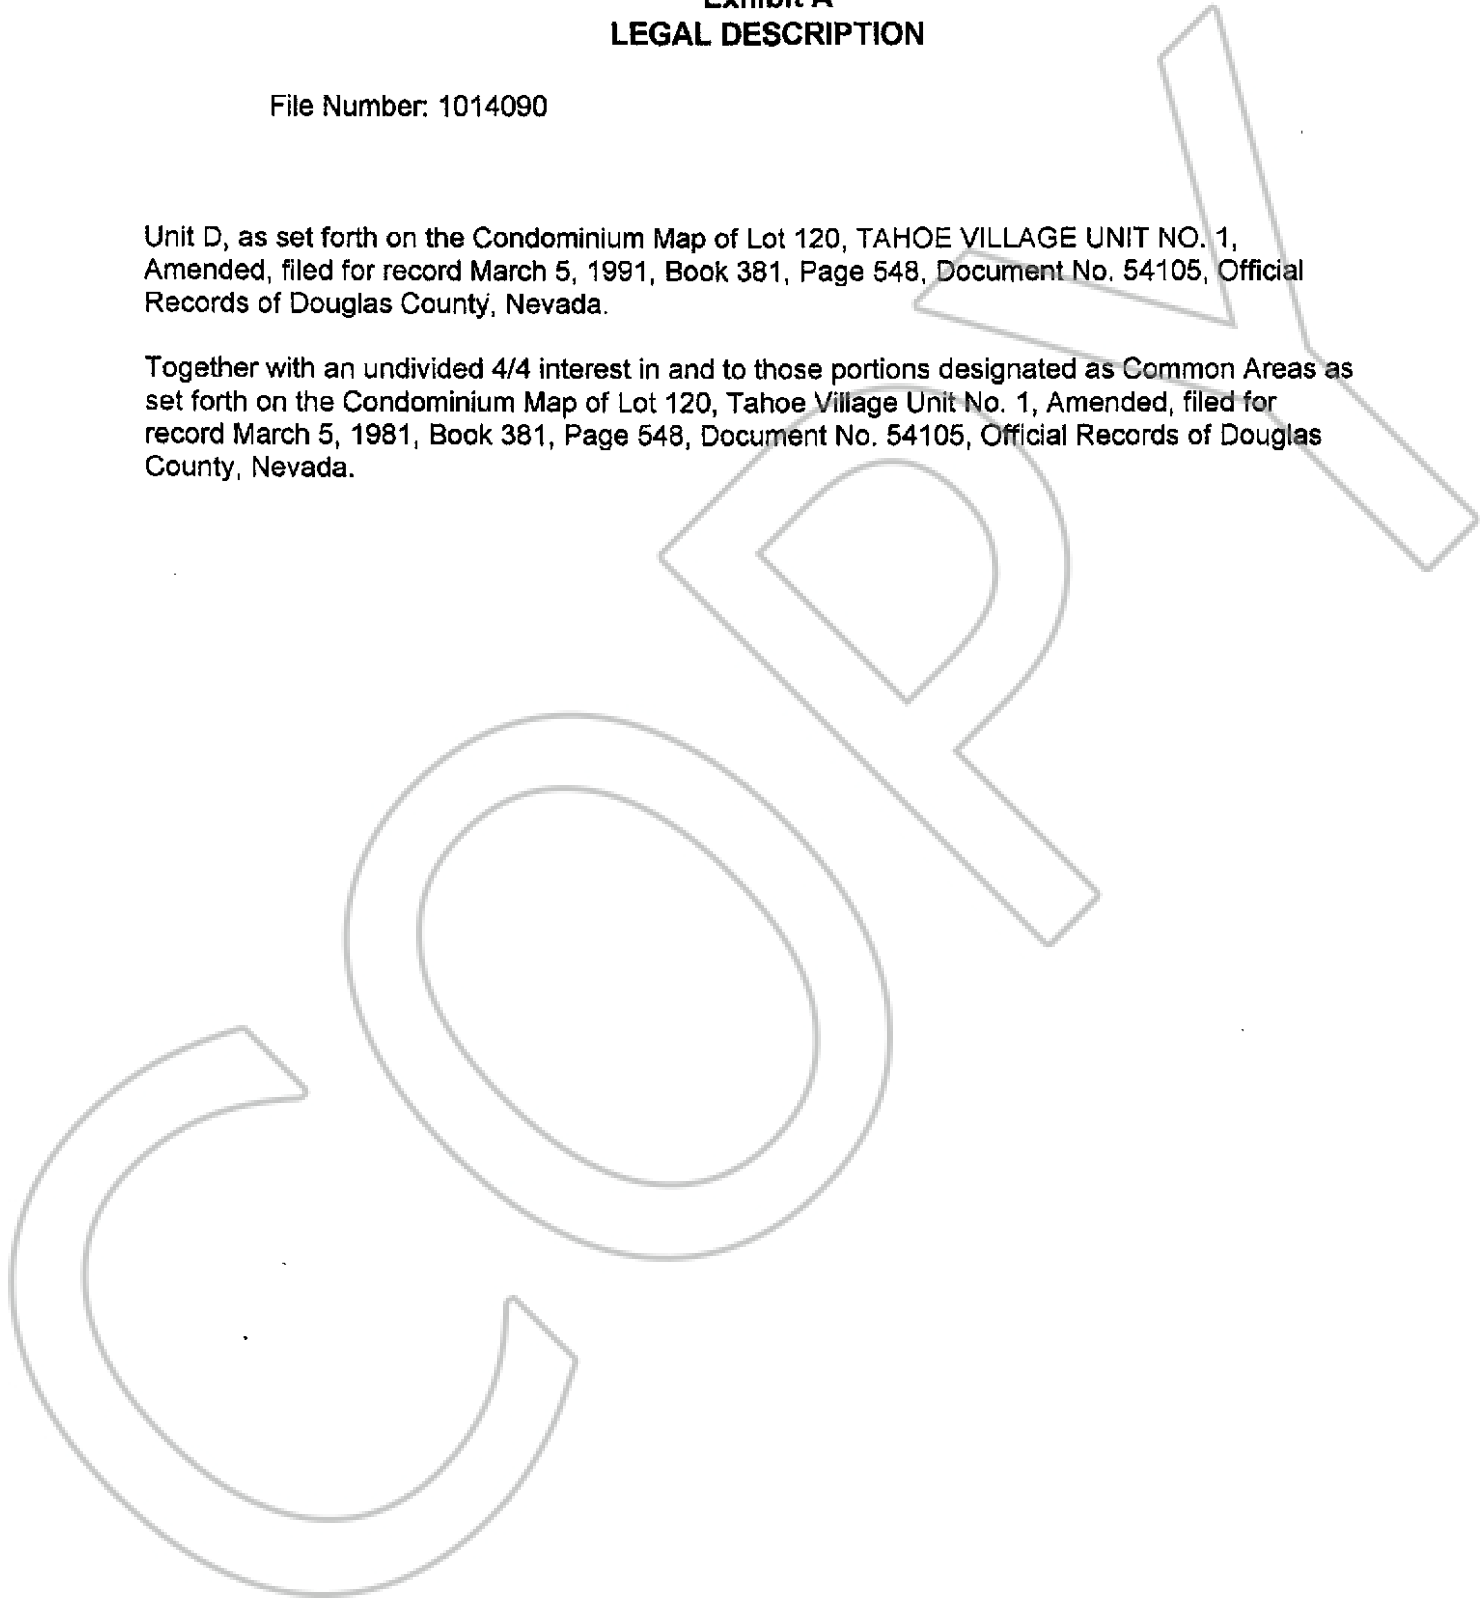 Exhibit A
LEGAL DESCRIPTION
File Number: 1014090
Unit D, as set forth on the Condominium Map of Lot 120, TAHOE VILLAGE UNIT NO. 1,
Amended, filed for record March 5, 1991, Book 381, Page 548, Document No. 54105, Official
Records of Douglas County, Nevada.
Together with an undivided 4/4 interest in and to those portions designated as Common Areas as
set forth on the Condominium Map of Lot 120, Tahoe Village Unit No. 1, Amended, filed for
record March 5, 1981, Book 381, Page 548, Document No. 54105, Official Records of Douglas
County, Nevada.
COPY